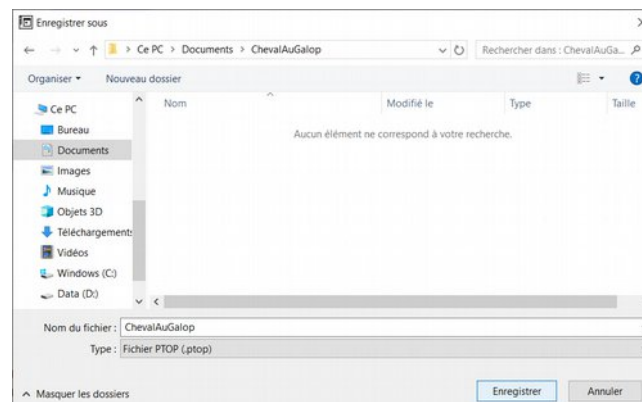 Enregistrer sous
Ce PC > Documents > ChevalAuGalop
Rechercher dans : ChevalAuGa...
Organiser
Nouveau dossier
Nom
Modifié le
Type
Taille
Aucun élément ne correspond à votre recherche.
Ce PC
Bureau
Documents
Images
Musique
Objets 3D
Téléchargements
Vidéos
Windows (C:)
Data (D:)
Nom du fichier : ChevalAuGalop
Type : Fichier PTOP (.ptop)
Masquer les dossiers
Enregistrer
Annuler